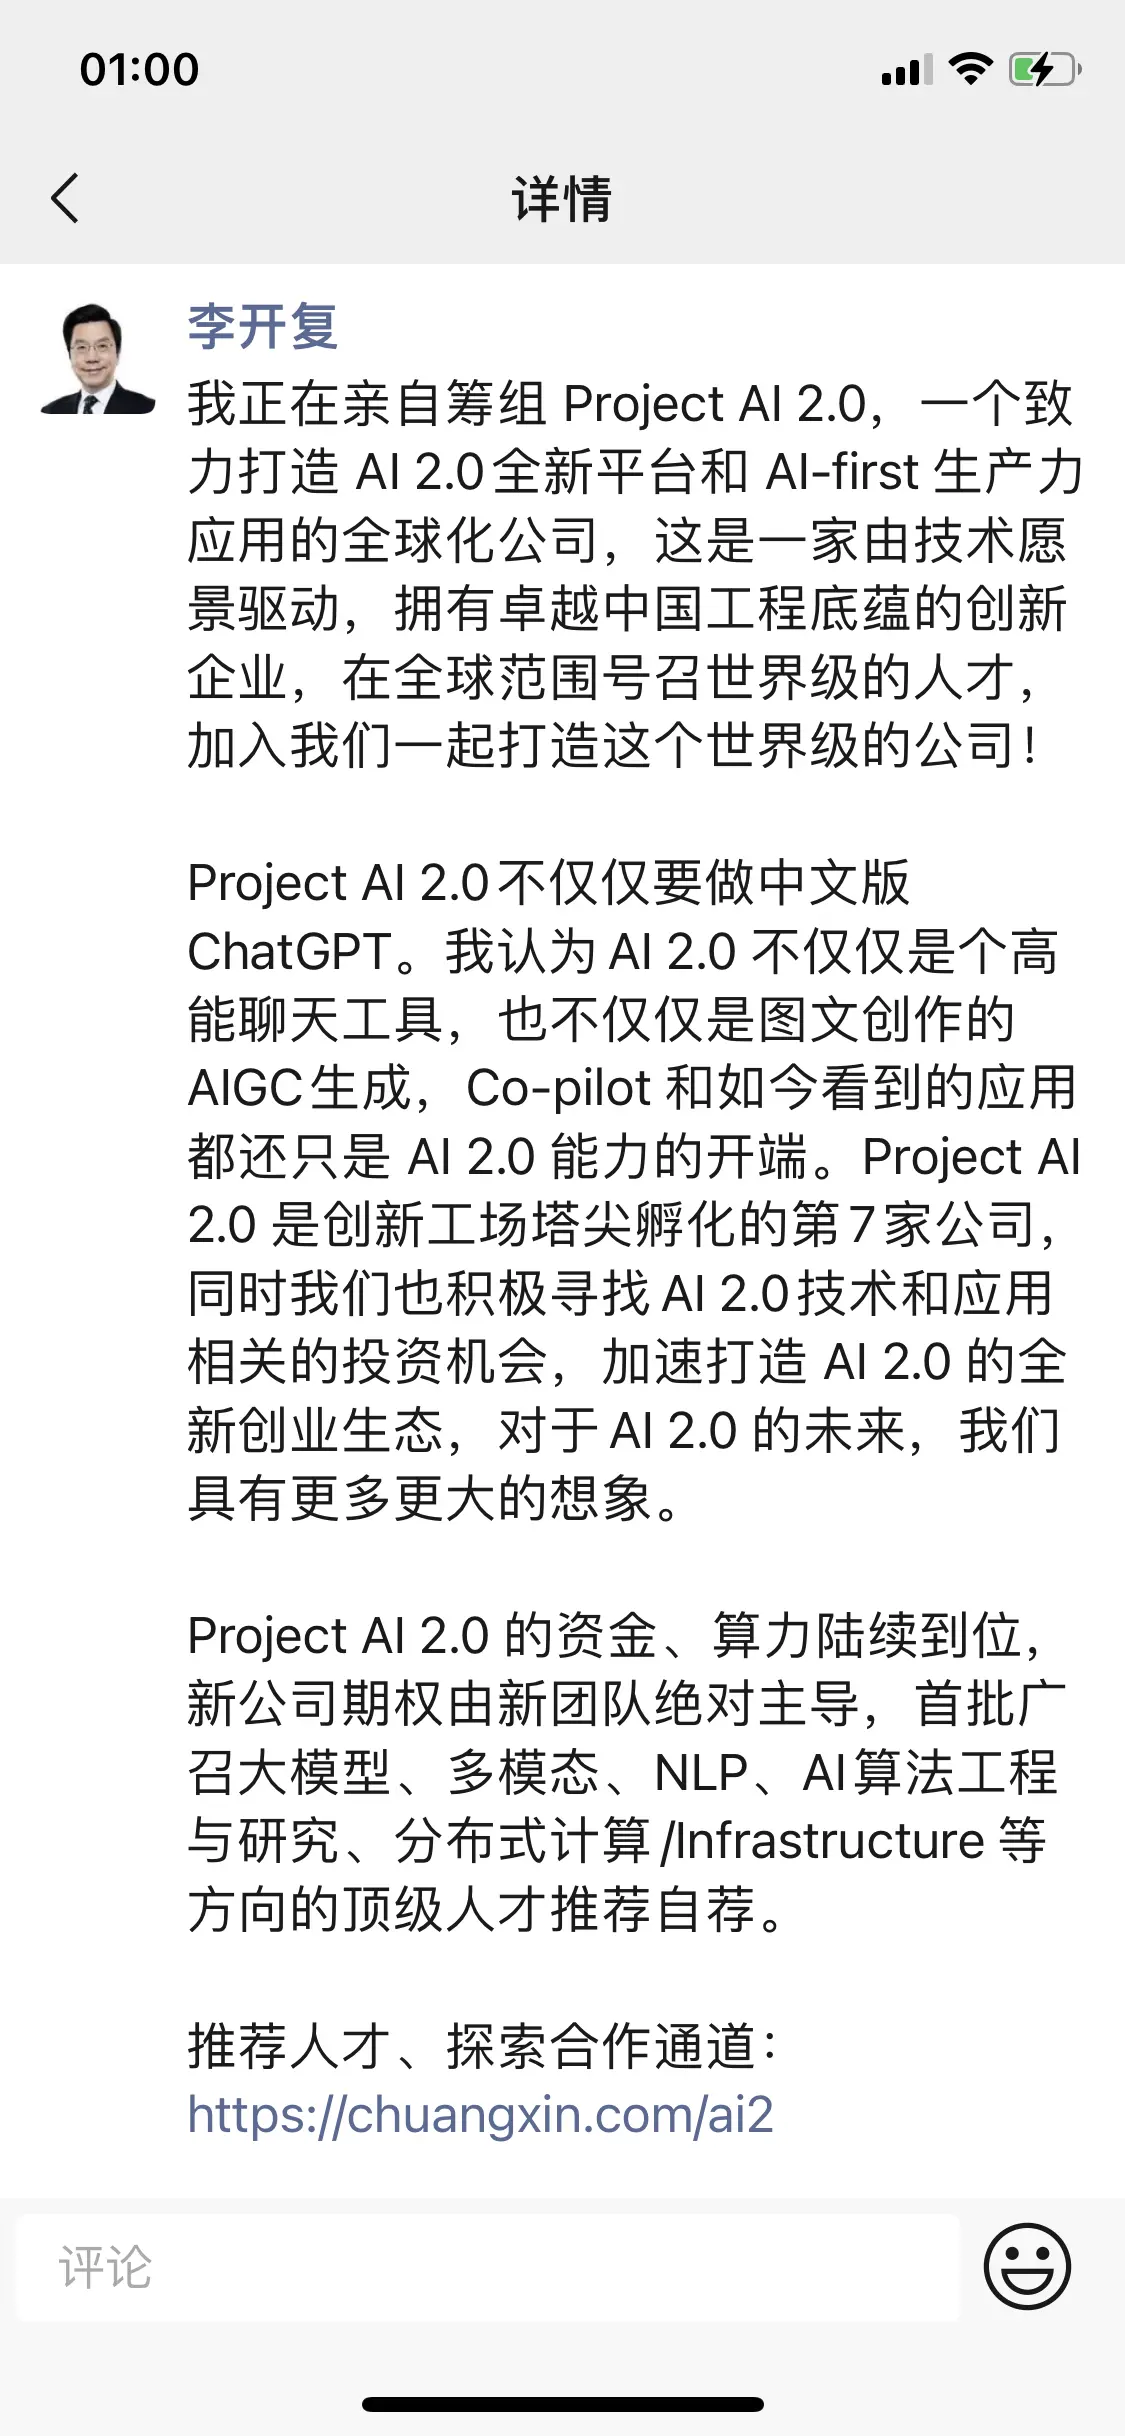 01:00
详情
李开复
我正在亲自筹组 Project AI 2.0，一个致
力打造 AI 2.0全新平台和 AI-first 生产力
应用的全球化公司，这是一家由技术愿
景驱动，拥有卓越中国工程底蕴的创新
企业，在全球范围号召世界级的人才，
加入我们一起打造这个世界级的公司！
Project AI 2.0不仅仅要做中文版
ChatGPT。我认为 AI 2.0 不仅仅是个高
能聊天工具，也不仅仅是图文创作的
AIGC生成，Co-pilot 和如今看到的应用
都还只是 AI 2.0 能力的开端。Project AI
2.0 是创新工场塔尖孵化的第7家公司，
同时我们也积极寻找 AI 2.0技术和应用
相关的投资机会，加速打造 AI 2.0 的全
新创业生态，对于 AI 2.0 的未来，我们
具有更多更大的想象。
Project AI 2.0 的资金、算力陆续到位，
新公司期权由新团队绝对主导，首批广
召大模型、多模态、NLP、AI算法工程
与研究、分布式计算/Infrastructure 等
方向的顶级人才推荐自荐。
推荐人才、探索合作通道：
https://chuangxin.com/ai2
评论